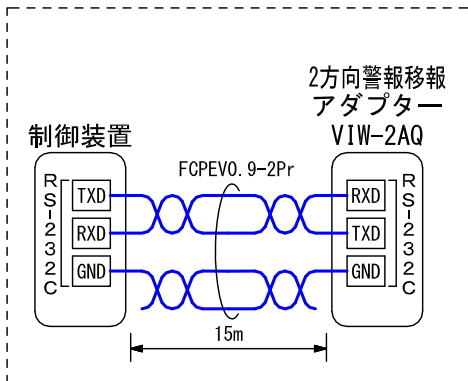 2方向警報移報
アダプター
VIW-2AQ
制御装置
FCPEV0.9-2Pr
RS-232C
TXD
RXD
GND
RXD
TXD
GND
RS-232C
15m